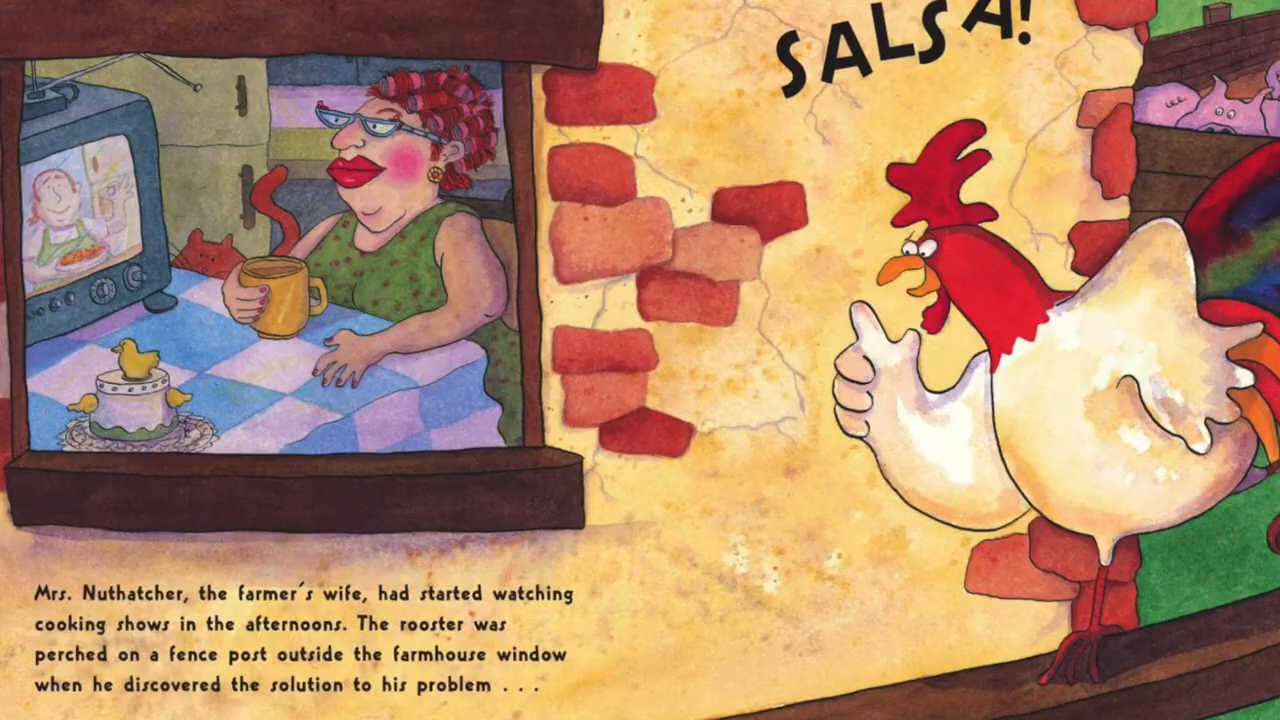 SALSA!
Mrs. Nuthatcher, the farmer's wife, had started watching
cooking shows in the afternoons. The rooster was
perched on a fence post outside the farmhouse window
when he discovered the solution to his problem . . .